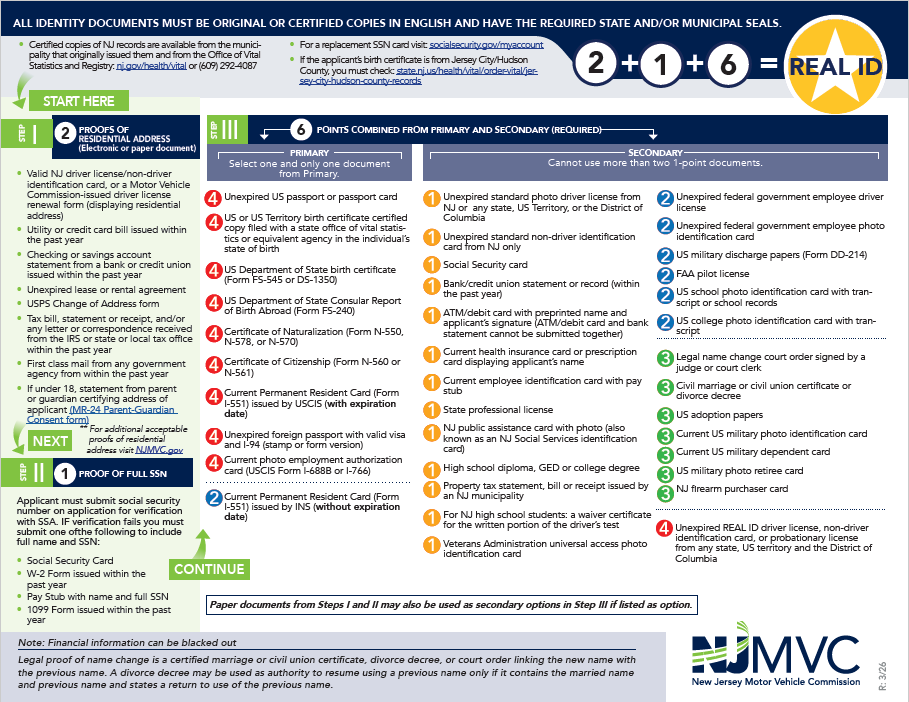 ALL IDENTITY DOCUMENTS MUST BE ORIGINAL OR CERTIFIED COPIES IN ENGLISH AND HAVE THE REQUIRED STATE AND/OR MUNICIPAL SEALS.
• Certified copies of NJ records are available from the munici-
pality that originally issued them and from the Office of Vital
Statistics and Registry: nj.gov/health/vital or (609) 292-4087
• For a replacement SSN card visit: socialsecurity.gov/myaccount
• If the applicant's birth certificate is from Jersey City/Hudson
County, you must check: state.nj.us/health/vital/order-vital/jer-
sey-city-hudson-county-records
2 + 1 + 6 = REAL ID
START HERE
STEP I
2 PROOFS OF
RESIDENTIAL ADDRESS
(Electronic or paper document)
• Valid NJ driver license/non-driver
identification card, or a Motor Vehicle
Commission-issued driver license
renewal form (displaying residential
address)
• Utility or credit card bill issued within
the past year
• Checking or savings account
statement from a bank or credit union
issued within the past year
• Unexpired lease or rental agreement
• USPS Change of Address form
• Tax bill, statement or receipt, and/or
any letter or correspondence received
from the IRS or state or local tax office
within the past year
• First class mail from any government
agency from within the past year
• If under 18, statement from parent
or guardian certifying address of
applicant (MR-24 Parent-Guardian
Consent form)
** For additional acceptable
proofs of residential
address visit NJMVC.gov
NEXT
STEP II
1 PROOF OF FULL SSN
Applicant must submit social security
number on application for verification
with SSA. IF verification fails you must
submit one ofthe following to include
full name and SSN:
• Social Security Card
• W-2 Form issued within the
past year
• Pay Stub with name and full SSN
• 1099 Form issued within the past
year
CONTINUE
STEP III
6 POINTS COMBINED FROM PRIMARY AND SECONDARY (REQUIRED)
PRIMARY
Select one and only one document
from Primary.
4 Unexpired US passport or passport card
4 US or US Territory birth certificate certified
copy filed with a state office of vital statis-
tics or equivalent agency in the individual's
state of birth
4 US Department of State birth certificate
(Form FS-545 or DS-1350)
4 US Department of State Consular Report
of Birth Abroad (Form FS-240)
4 Certificate of Naturalization (Form N-550,
N-578, or N-570)
4 Certificate of Citizenship (Form N-560 or
N-561)
4 Current Permanent Resident Card (Form
I-551) issued by USCIS (with expiration
date)
4 Unexpired foreign passport with valid visa
and I-94 (stamp or form version)
4 Current photo employment authorization
card (USCIS Form I-688B or I-766)
2 Current Permanent Resident Card (Form
I-551) issued by INS (without expiration
date)
SECONDARY
Cannot use more than two 1-point documents.
1 Unexpired standard photo driver license from
NJ or any state, US Territory, or the District of
Columbia
1 Unexpired standard non-driver identification
card from NJ only
1 Social Security card
1 Bank/credit union statement or record (within
the past year)
1 ATM/debit card with preprinted name and
applicant's signature (ATM/debit card and bank
statement cannot be submitted together)
1 Current health insurance card or prescription
card displaying applicant's name
1 Current employee identification card with pay
stub
1 State professional license
1 NJ public assistance card with photo (also
known as an NJ Social Services identification
card)
1 High school diploma, GED or college degree
1 Property tax statement, bill or receipt issued by
an NJ municipality
1 For NJ high school students: a waiver certificate
for the written portion of the driver's test
1 Veterans Administration universal access photo
identification card
2 Unexpired federal government employee driver
license
2 Unexpired federal government employee photo
identification card
2 US military discharge papers (Form DD-214)
2 FAA pilot license
2 US school photo identification card with tran-
script or school records
2 US college photo identification card with tran-
script
3 Legal name change court order signed by a
judge or court clerk
3 Civil marriage or civil union certificate or
divorce decree
3 US adoption papers
3 Current US military photo identification card
3 Current US military dependent card
3 US military photo retiree card
3 NJ firearm purchaser card
4 Unexpired REAL ID driver license, non-driver
identification card, or probationary license
from any state, US territory and the District of
Columbia
Paper documents from Steps I and II may also be used as secondary options in Step III if listed as option.
Note: Financial information can be blacked out
Legal proof of name change is a certified marriage or civil union certificate, divorce decree, or court order linking the new name with
the previous name. A divorce decree may be used as authority to resume using a previous name only if it contains the married name
and previous name and states a return to use of the previous name.
NJMVC
New Jersey Motor Vehicle Commission
R: 3/26